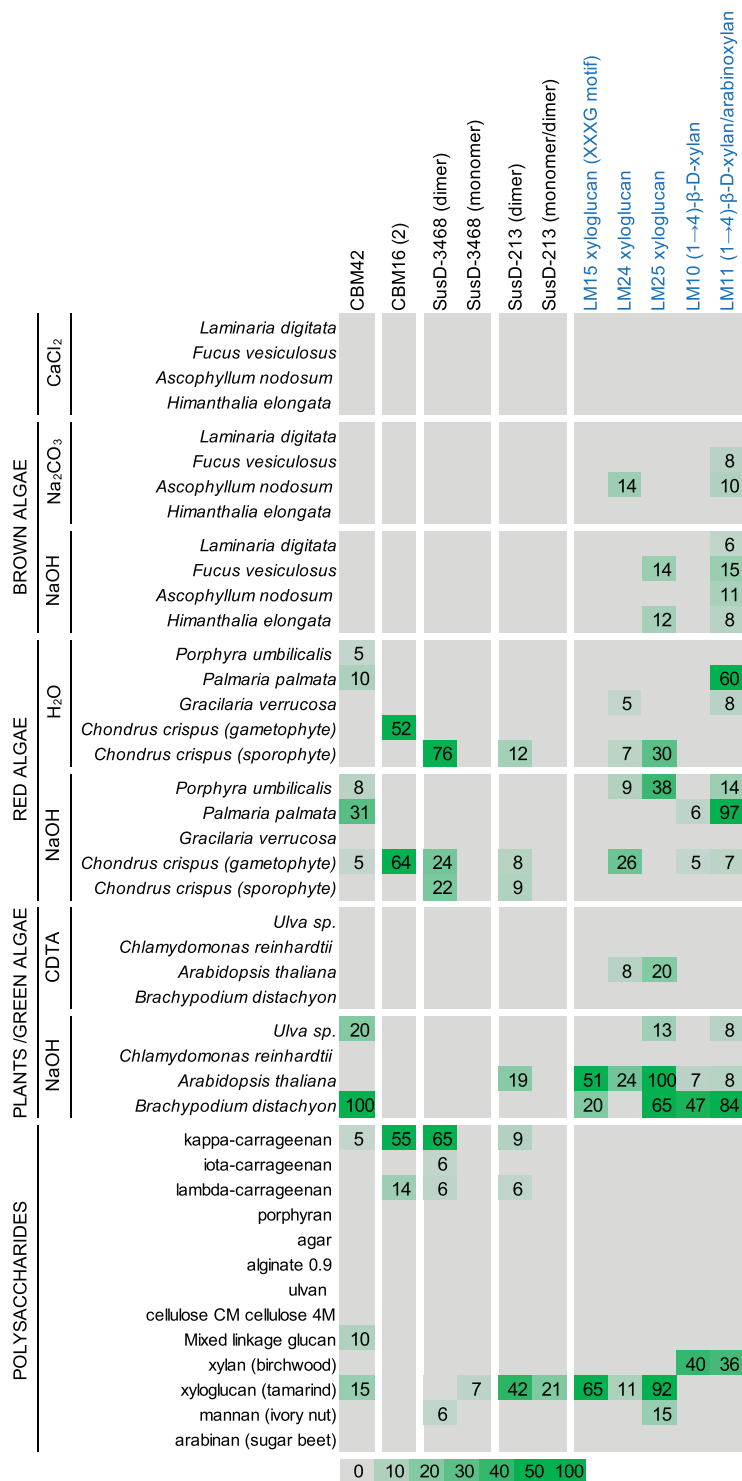 CBM42
CBM16 (2)
SusD-3468 (dimer)
SusD-3468 (monomer)
SusD-213 (dimer)
SusD-213 (monomer/dimer)
LM15 xyloglucan (XXXG motif)
LM24 xyloglucan
LM25 xyloglucan
LM10 (1→4)-β-D-xylan
LM11 (1→4)-β-D-xylan/arabinoxylan
BROWN ALGAE
CaCl₂
Laminaria digitata
Fucus vesiculosus
Ascophyllum nodosum
Himanthalia elongata
Na₂CO₃
Laminaria digitata
Fucus vesiculosus 8
Ascophyllum nodosum 14 10
Himanthalia elongata
NaOH
Laminaria digitata 6
Fucus vesiculosus 14 15
Ascophyllum nodosum 11
Himanthalia elongata 12 8
RED ALGAE
H₂O
Porphyra umbilicalis 5
Palmaria palmata 10 60
Gracilaria verrucosa 5 8
Chondrus crispus (gametophyte) 52
Chondrus crispus (sporophyte) 76 12 7 30
NaOH
Porphyra umbilicalis 8 9 38 14
Palmaria palmata 31 6 97
Gracilaria verrucosa
Chondrus crispus (gametophyte) 5 64 24 8 26 5 7
Chondrus crispus (sporophyte) 22 9
PLANTS /GREEN ALGAE
CDTA
Ulva sp.
Chlamydomonas reinhardtii
Arabidopsis thaliana 8 20
Brachypodium distachyon
NaOH
Ulva sp. 20 13 8
Chlamydomonas reinhardtii
Arabidopsis thaliana 19 51 24 100 7 8
Brachypodium distachyon 100 20 65 47 84
POLYSACCHARIDES
kappa-carrageenan 5 55 65 9
iota-carrageenan 6
lambda-carrageenan 14 6 6
porphyran
agar
alginate 0.9
ulvan
cellulose CM cellulose 4M
Mixed linkage glucan 10
xylan (birchwood) 40 36
xyloglucan (tamarind) 15 7 42 21 65 11 92
mannan (ivory nut) 6 15
arabinan (sugar beet)
0 10 20 30 40 50 100